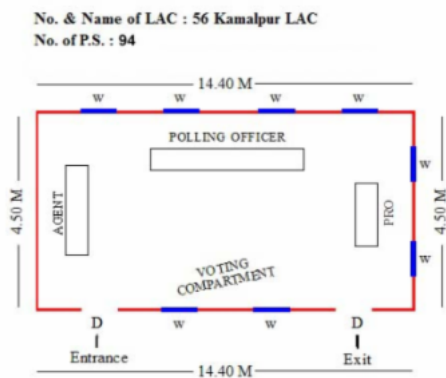 No. & Name of LAC : 56 Kamalpur LAC
No. of P.S. : 94
14.40 M
W W W W
POLLING OFFICER
W
4.50 M
AGENT
PRO
4.50 M
VOTING
COMPARTMENT
W
D W W D
Entrance Exit
14.40 M